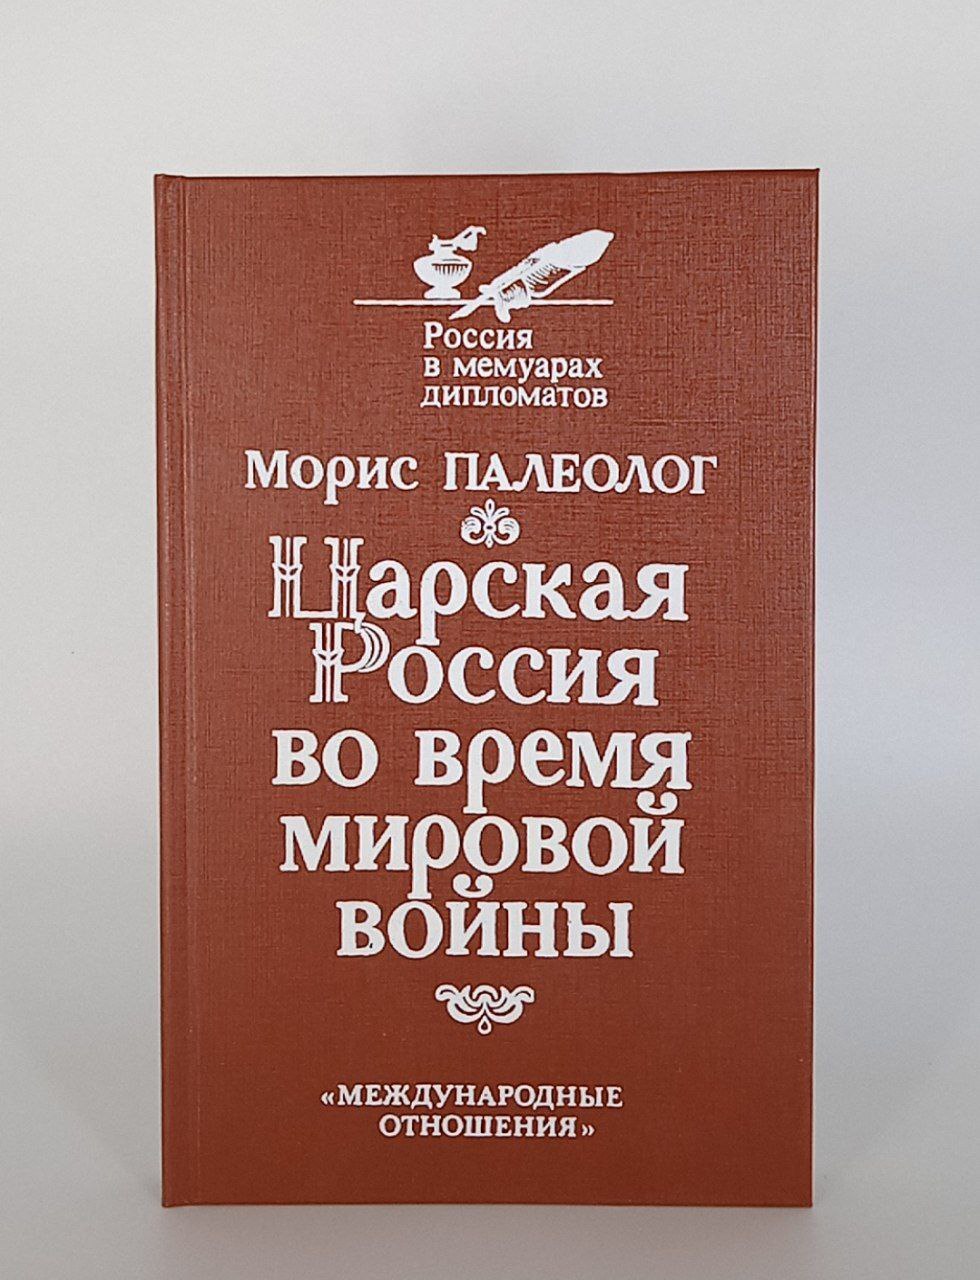 Россия
в мемуарах
дипломатов
Морис ПАЛЕОЛОГ
Царская
Россия
во время
мировой
войны
«МЕЖДУНАРОДНЫЕ
ОТНОШЕНИЯ»